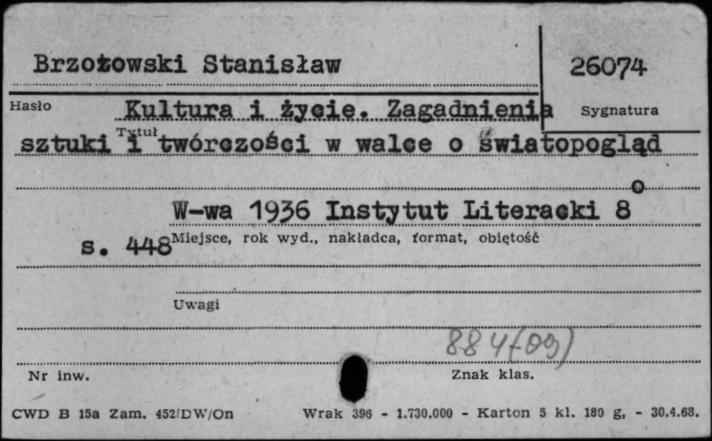 Brzozowski Stanisław
26074
Hasło
Kultura i życie. Zagadnienia
Sygnatura
Tytuł
sztuki i twórczości w walce o światopogląd
W-wa 1936 Instytut Literacki 8o
s. 448
Miejsce, rok wyd., nakładca, format, obiętość
Uwagi
884(09)
Nr inw.
Znak klas.
CWD B 15a Zam. 452/DW/On
Wrak 396 - 1.730.000 - Karton 5 kl. 180 g, - 30.4.68.